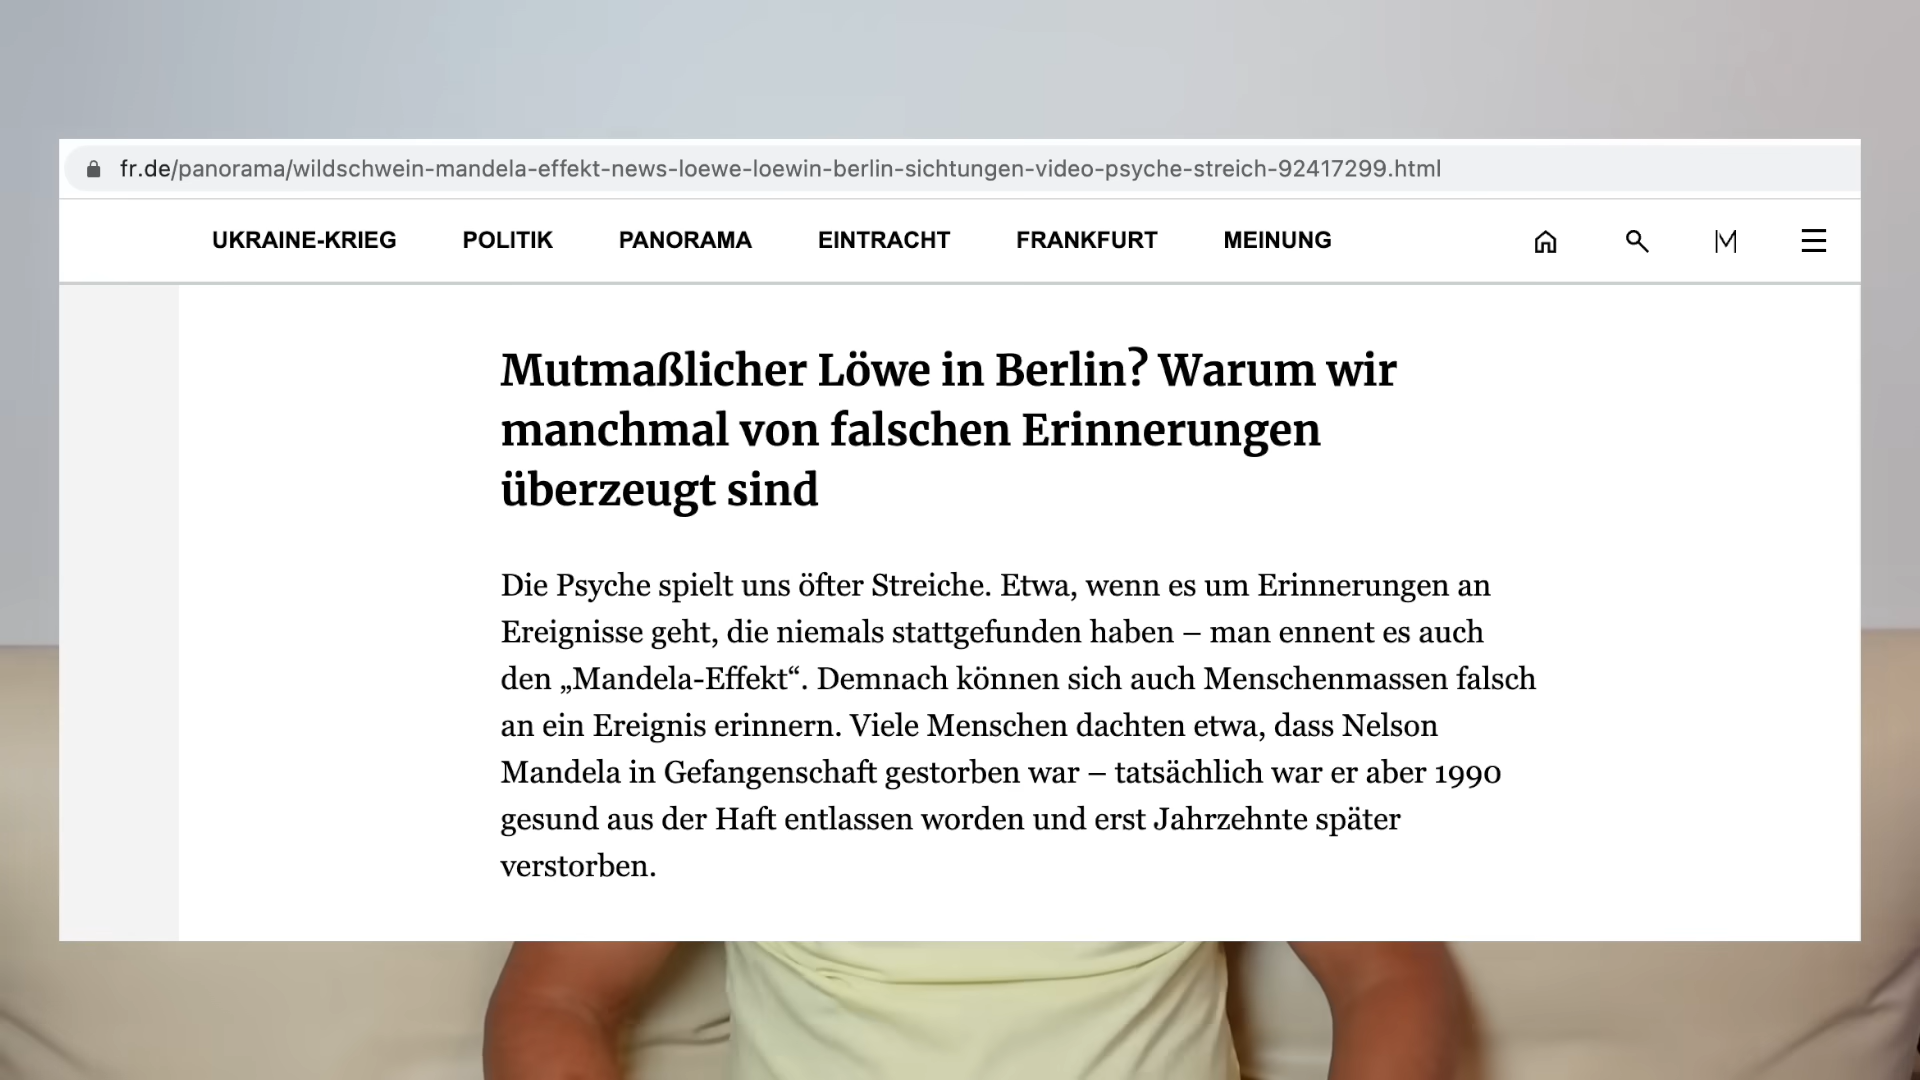 fr.de/panorama/wildschwein-mandela-effekt-news-loewe-loewin-berlin-sichtungen-video-psyche-streich-92417299.html
UKRAINE-KRIEG POLITIK PANORAMA EINTRACHT FRANKFURT MEINUNG
Mutmaßlicher Löwe in Berlin? Warum wir
manchmal von falschen Erinnerungen
überzeugt sind
Die Psyche spielt uns öfter Streiche. Etwa, wenn es um Erinnerungen an
Ereignisse geht, die niemals stattgefunden haben – man ennent es auch
den „Mandela-Effekt“. Demnach können sich auch Menschenmassen falsch
an ein Ereignis erinnern. Viele Menschen dachten etwa, dass Nelson
Mandela in Gefangenschaft gestorben war – tatsächlich war er aber 1990
gesund aus der Haft entlassen worden und erst Jahrzehnte später
verstorben.